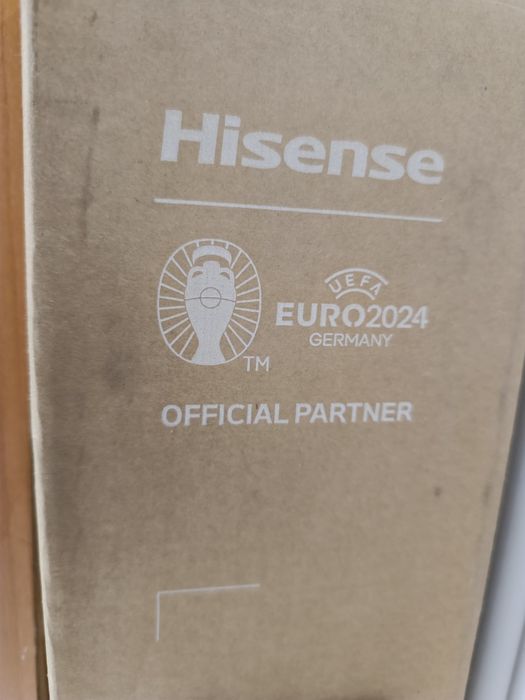 Hisense
UEFA
EURO2024
GERMANY
TM
OFFICIAL PARTNER